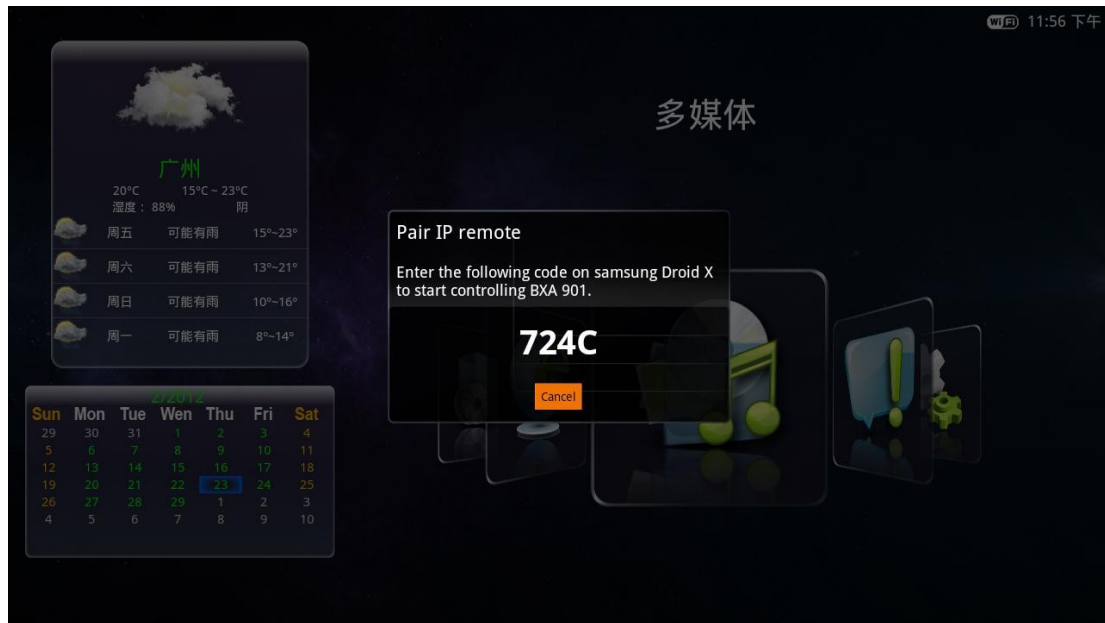 WiFi 11:56 下午
多媒体
广州
20°C 15°C ~ 23°C
湿度： 88% 阴
周五 可能有雨 15°~23°
周六 可能有雨 13°~21°
周日 可能有雨 10°~16°
周一 可能有雨 8°~14°
Pair IP remote
Enter the following code on samsung Droid X
to start controlling BXA 901.
724C
Cancel
2/2012
Sun Mon Tue Wen Thu Fri Sat
29 30 31 1 2 3 4
5 6 7 8 9 10 11
12 13 14 15 16 17 18
19 20 21 22 23 24 25
26 27 28 29 1 2 3
4 5 6 7 8 9 10